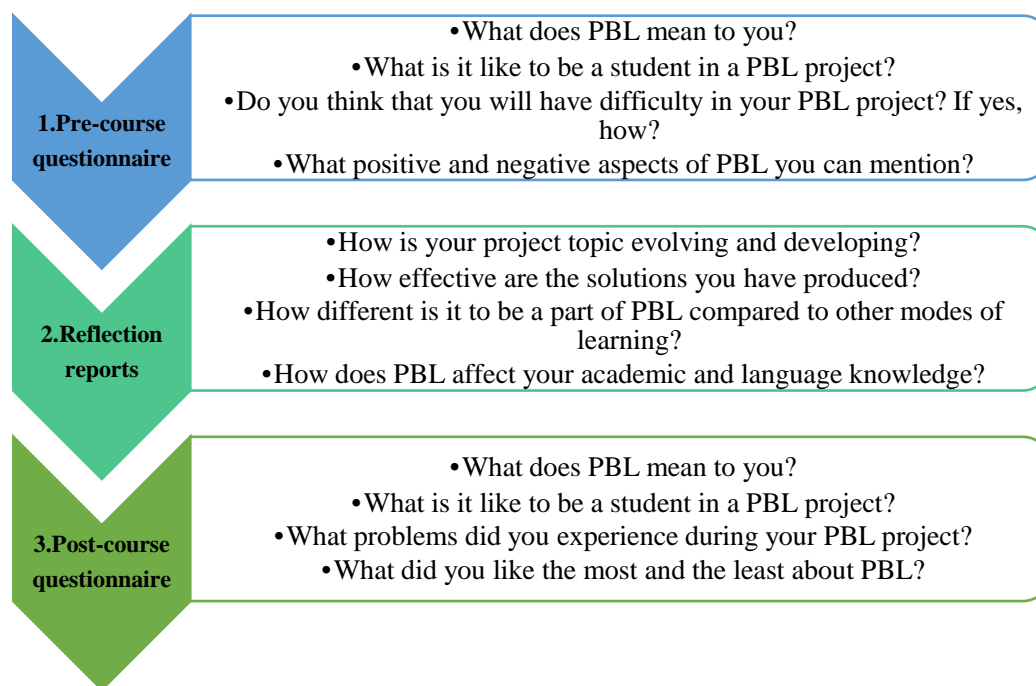 1.Pre-course
questionnaire
•What does PBL mean to you?
•What is it like to be a student in a PBL project?
•Do you think that you will have difficulty in your PBL project? If yes,
how?
•What positive and negative aspects of PBL you can mention?
2.Reflection
reports
•How is your project topic evolving and developing?
•How effective are the solutions you have produced?
•How different is it to be a part of PBL compared to other modes of
learning?
•How does PBL affect your academic and language knowledge?
3.Post-course
questionnaire
•What does PBL mean to you?
•What is it like to be a student in a PBL project?
•What problems did you experience during your PBL project?
•What did you like the most and the least about PBL?